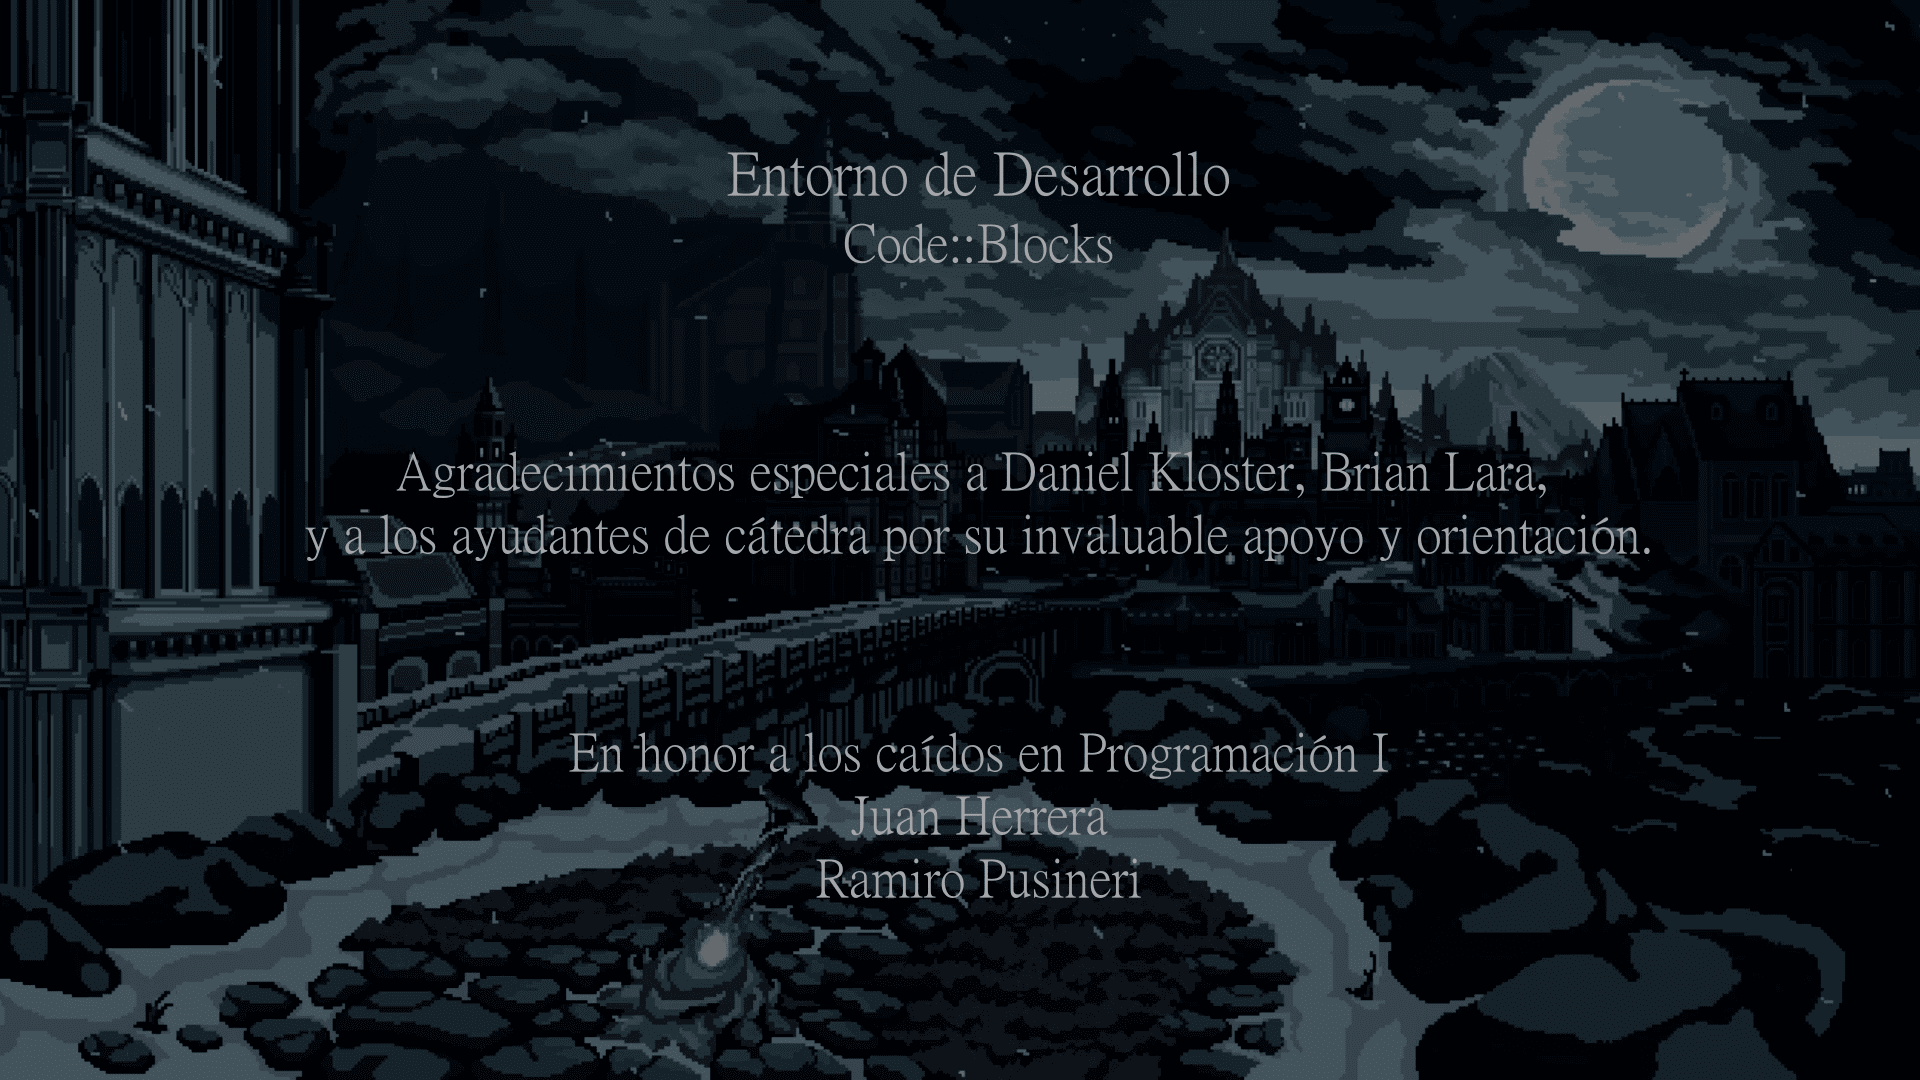 Entorno de Desarrollo
Code::Blocks
Agradecimientos especiales a Daniel Kloster, Brian Lara,
y a los ayudantes de cátedra por su invaluable apoyo y orientación.
En honor a los caídos en Programación I
Juan Herrera
Ramiro Pusineri